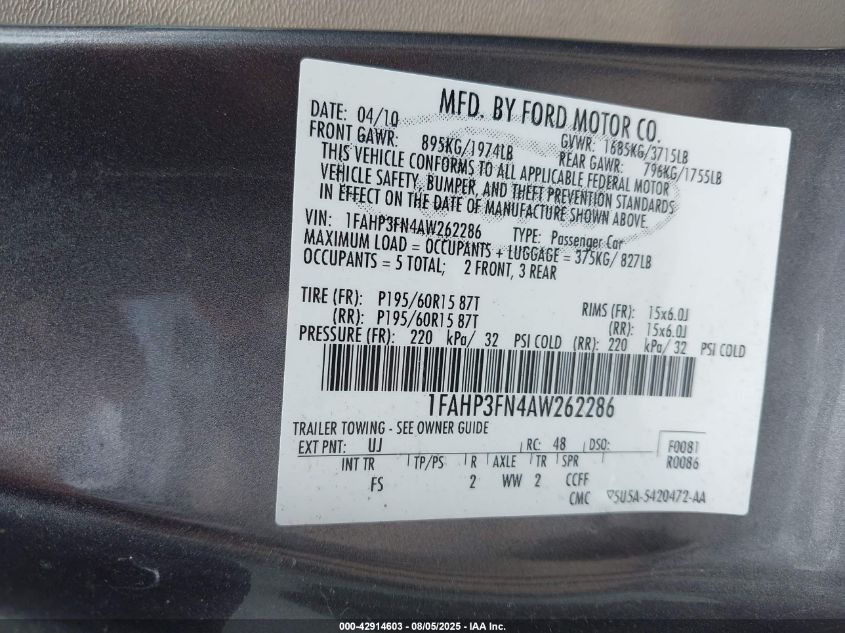 MFD. BY FORD MOTOR CO.
DATE: 04/10 GVWR: 1685KG/3715LB
FRONT GAWR: 895KG/1974LB REAR GAWR: 796KG/1755LB
THIS VEHICLE CONFORMS TO ALL APPLICABLE FEDERAL MOTOR
VEHICLE SAFETY, BUMPER, AND THEFT PREVENTION STANDARDS
IN EFFECT ON THE DATE OF MANUFACTURE SHOWN ABOVE
VIN: 1FAHP3FN4AW262286 TYPE: Passenger Car
MAXIMUM LOAD = OCCUPANTS + LUGGAGE = 375KG/ 827LB
OCCUPANTS = 5 TOTAL; 2 FRONT, 3 REAR
TIRE (FR): P195/60R15 87T RIMS (FR): 15x6.0J
(RR): P195/60R15 87T (RR): 15x6.0J
PRESSURE (FR): 220 kPa/ 32 PSI COLD (RR): 220 kPa/ 32 PSI COLD
1FAHP3FN4AW262286
TRAILER TOWING - SEE OWNER GUIDE
EXT PNT: UJ RC: 48 DSO: F0081
INT TR TP/PS R AXLE TR SPR R0086
FS 2 WW 2 CCFF
CMC 5U5A-5420472-AA
000-42914603 - 08/05/2025 - IAA Inc.